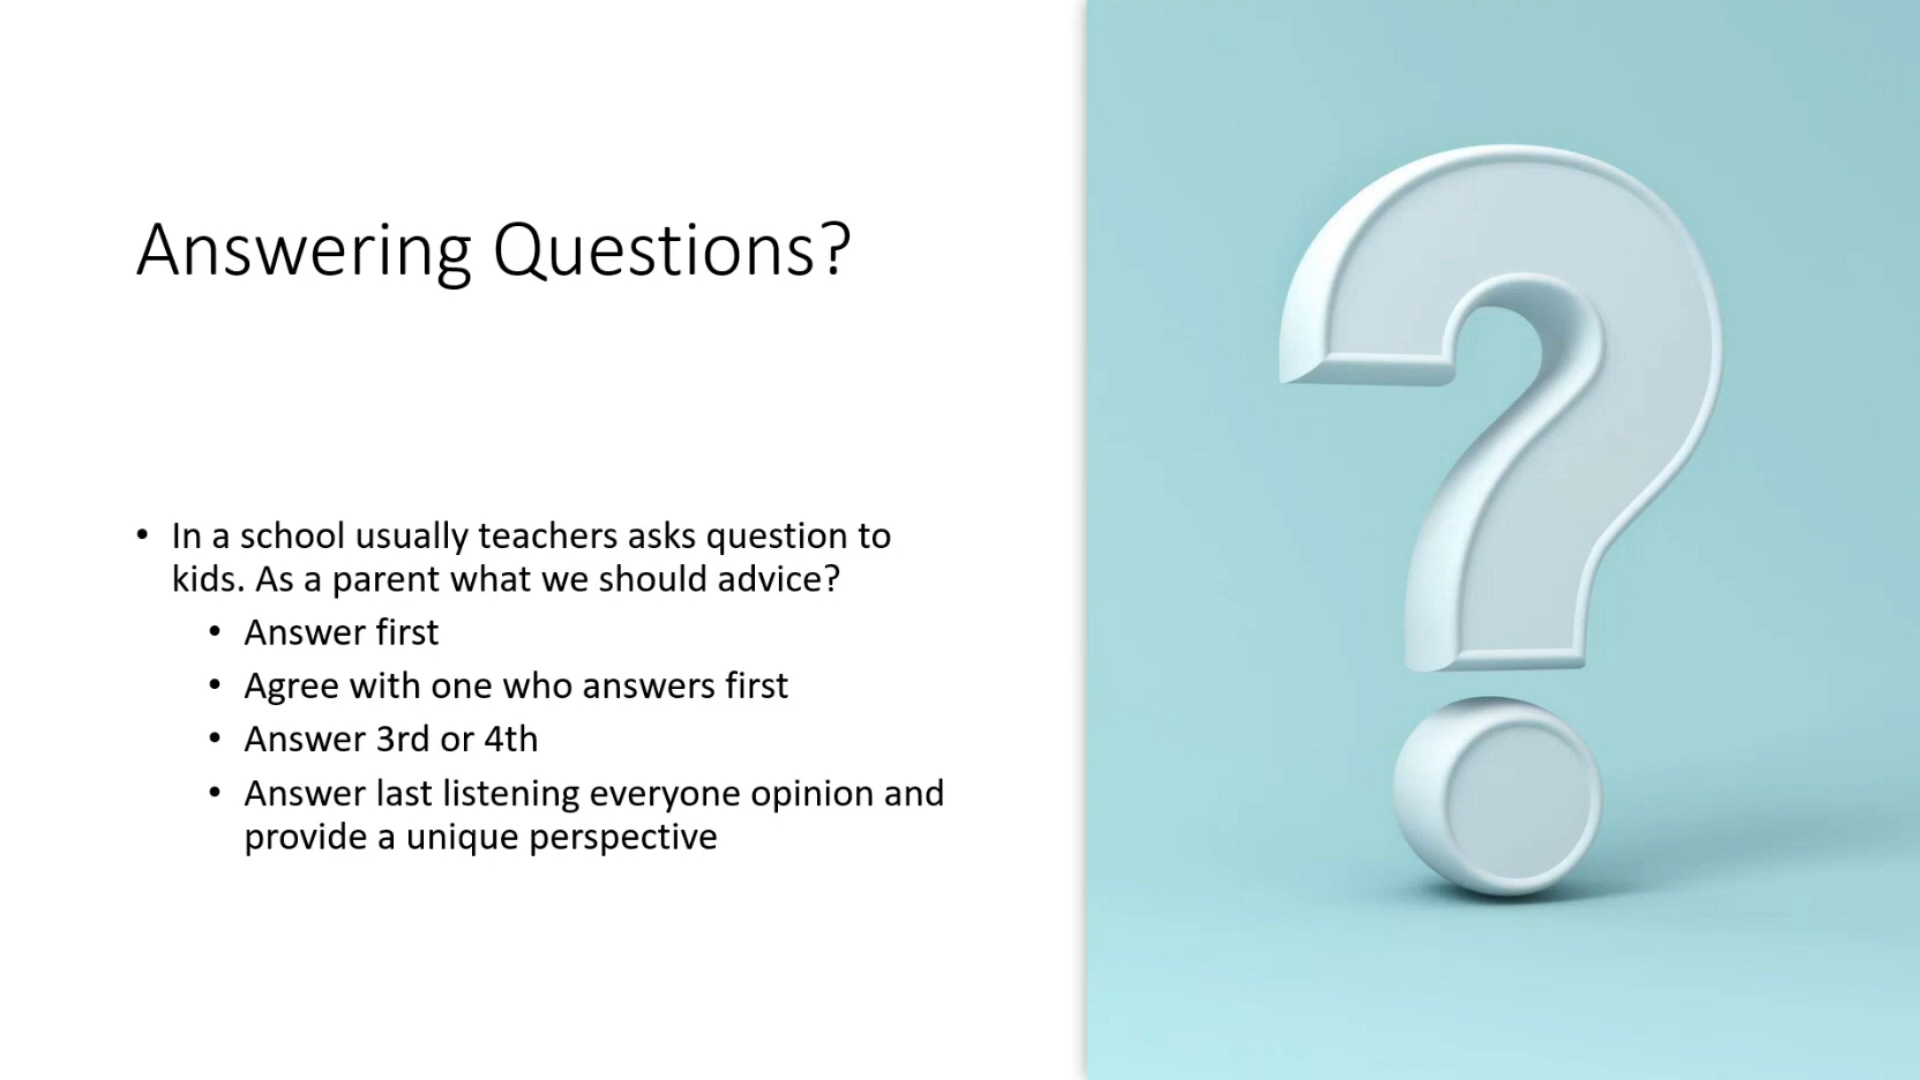 Answering Questions?
• In a school usually teachers asks question to
kids. As a parent what we should advice?
• Answer first
• Agree with one who answers first
• Answer 3rd or 4th
• Answer last listening everyone opinion and
provide a unique perspective